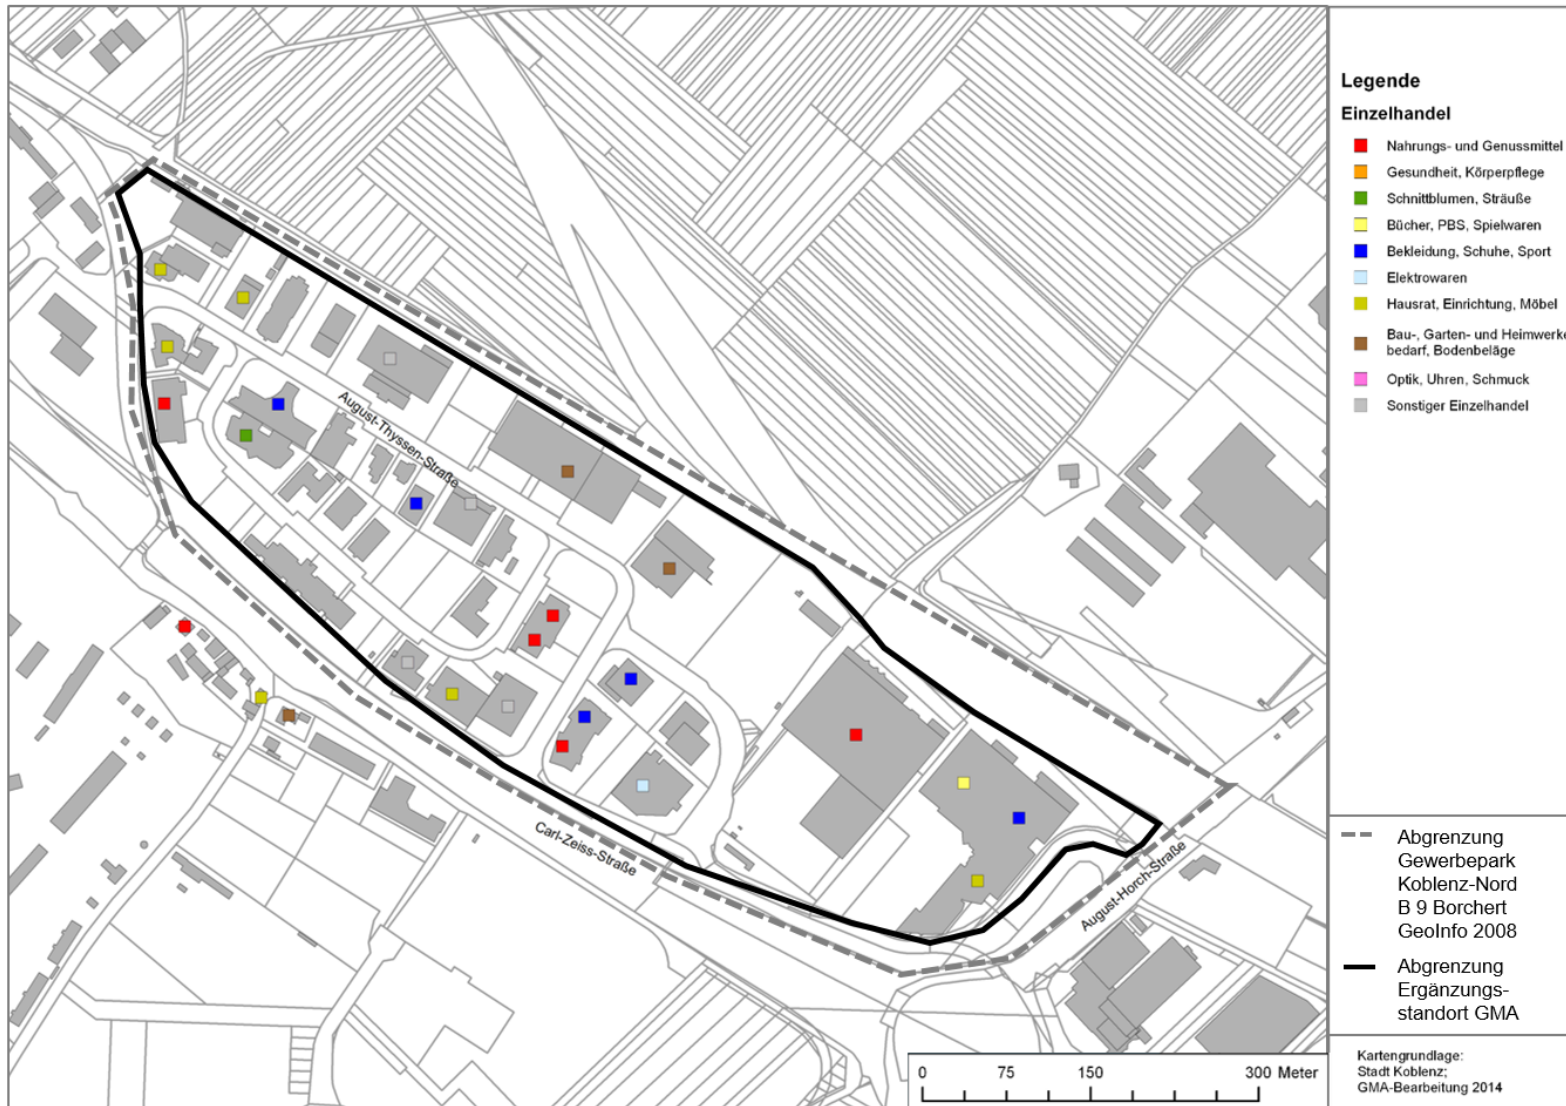 Legende
Einzelhandel
Nahrungs- und Genussmittel
Gesundheit, Körperpflege
Schnittblumen, Sträuße
Bücher, PBS, Spielwaren
Bekleidung, Schuhe, Sport
Elektrowaren
Hausrat, Einrichtung, Möbel
Bau-, Garten- und Heimwerke
bedarf, Bodenbeläge
Optik, Uhren, Schmuck
Sonstiger Einzelhandel
August-Thyssen-Straße
Carl-Zeiss-Straße
August-Horch-Straße
Abgrenzung
Gewerbepark
Koblenz-Nord
B 9 Borchert
GeoInfo 2008
Abgrenzung
Ergänzungs-
standort GMA
0 75 150 300 Meter
Kartengrundlage:
Stadt Koblenz;
GMA-Bearbeitung 2014